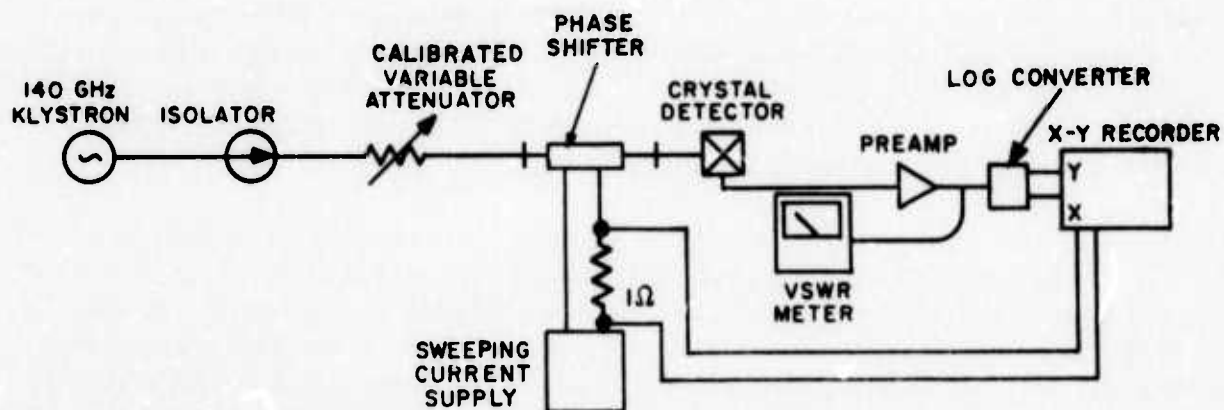 PHASE
SHIFTER
CALIBRATED
VARIABLE
ATTENUATOR
LOG CONVERTER
140 GHz
KLYSTRON
ISOLATOR
CRYSTAL
DETECTOR
X-Y RECORDER
PREAMP
Y
X
1Ω
VSWR
METER
SWEEPING
CURRENT
SUPPLY